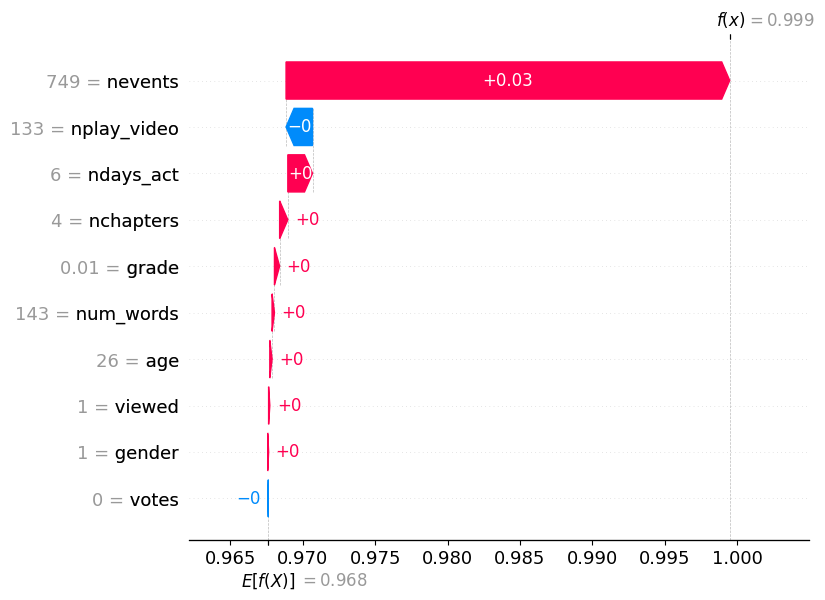 f(x) = 0.999
749 = nevents
+0.03
133 = nplay_video
−0
6 = ndays_act
+0
4 = nchapters
+0
0.01 = grade
+0
143 = num_words
+0
26 = age
+0
1 = viewed
+0
1 = gender
+0
0 = votes
−0
0.965 0.970 0.975 0.980 0.985 0.990 0.995 1.000
E[f(X)] = 0.968